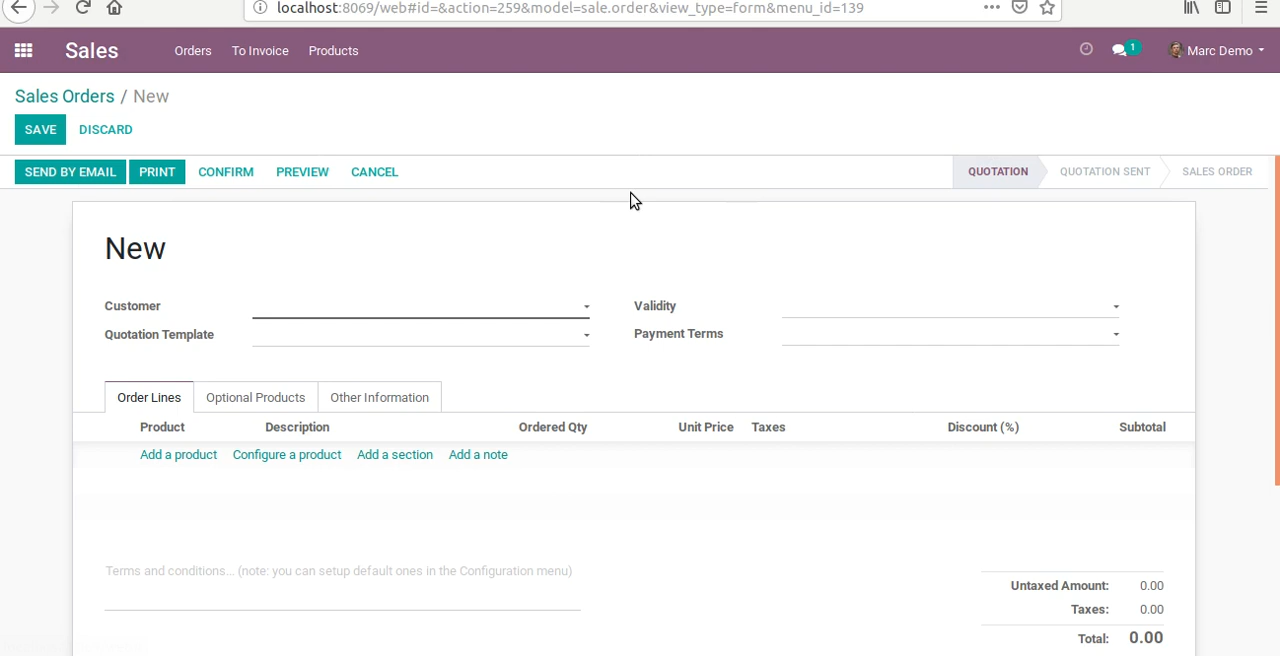 localhost:8069/web#id=&action=259&model=sale.order&view_type=form&menu_id=139
Sales Orders To Invoice Products 1 Marc Demo
Sales Orders / New
SAVE DISCARD
SEND BY EMAIL PRINT CONFIRM PREVIEW CANCEL QUOTATION QUOTATION SENT SALES ORDER
New
Customer Validity
Quotation Template Payment Terms
Order Lines Optional Products Other Information
Product Description Ordered Qty Unit Price Taxes Discount (%) Subtotal
Add a product Configure a product Add a section Add a note
Terms and conditions... (note: you can setup default ones in the Configuration menu)
Untaxed Amount: 0.00
Taxes: 0.00
Total: 0.00